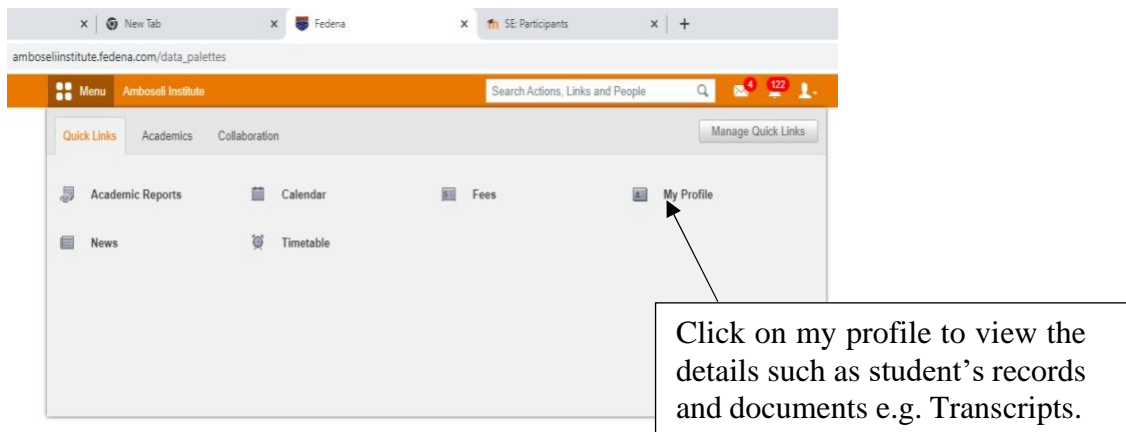 New Tab Fedena SE: Participants
amboseliinstitute.fedena.com/data_palettes
Menu Amboseli Institute Search Actions, Links and People 4 122
Quick Links Academics Collaboration Manage Quick Links
Academic Reports Calendar Fees My Profile
News Timetable
Click on my profile to view the
details such as student’s records
and documents e.g. Transcripts.